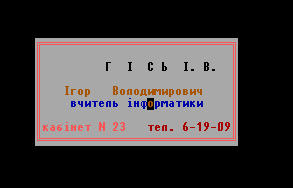 Г І С Ь І. В.
Ігор Володимирович
вчитель інформатики
кабінет N 23 тел. 6-19-09